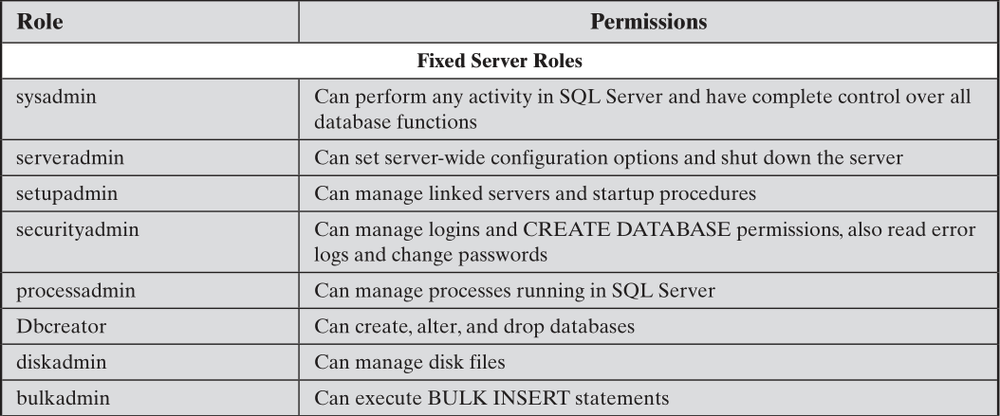 Role Permissions
Fixed Server Roles
sysadmin Can perform any activity in SQL Server and have complete control over all
database functions
serveradmin Can set server-wide configuration options and shut down the server
setupadmin Can manage linked servers and startup procedures
securityadmin Can manage logins and CREATE DATABASE permissions, also read error
logs and change passwords
processadmin Can manage processes running in SQL Server
Dbcreator Can create, alter, and drop databases
diskadmin Can manage disk files
bulkadmin Can execute BULK INSERT statements